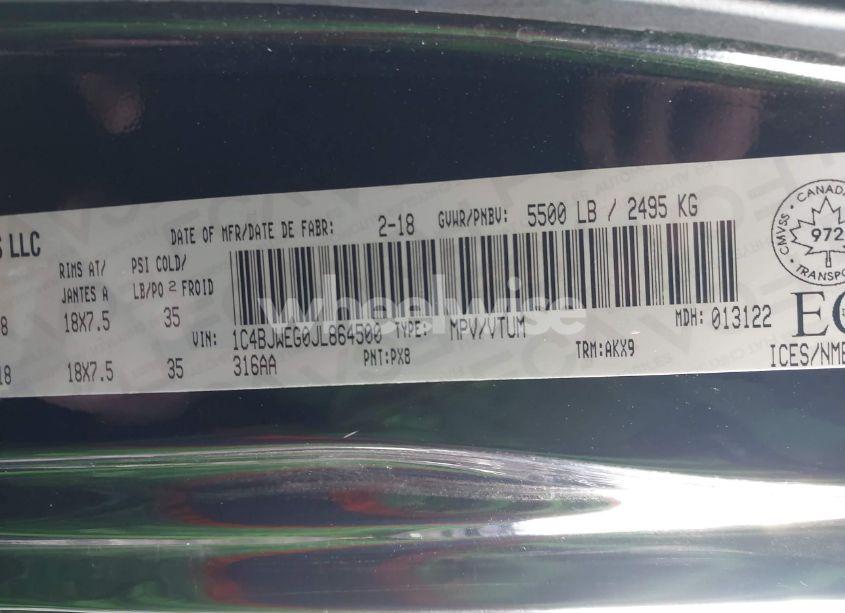 S LLC
DATE OF MFR/DATE DE FABR: 2-18 GVWR/PNBV: 5500 LB / 2495 KG
RIMS AT/ PSI COLD/
JANTES A LB/PO 2 FROID
8 18X7.5 35
VIN: 1C4BJWEG0JL864500 TYPE: MPV/VTUM MDH: 013122
18 18X7.5 35 316AA PNT:PX8 TRM:AKX9
CANADA
CMVSS
972
TRANSPO
EC
ICES/NMB
wheelwise